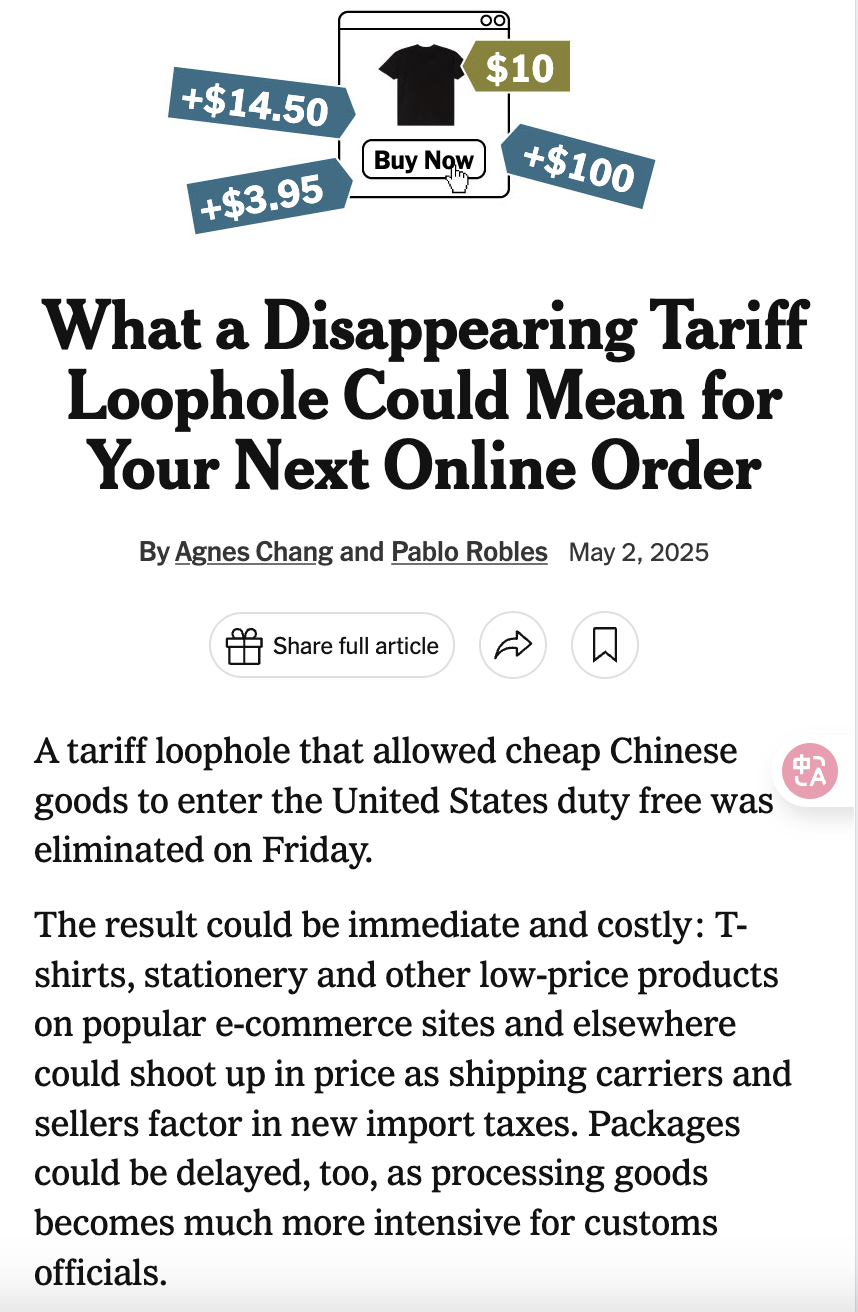 $10
+$14.50
Buy Now
+$100
+$3.95
What a Disappearing Tariff
Loophole Could Mean for
Your Next Online Order
By Agnes Chang and Pablo Robles May 2, 2025
Share full article
A tariff loophole that allowed cheap Chinese
goods to enter the United States duty free was
中A
eliminated on Friday.
The result could be immediate and costly: T-
shirts, stationery and other low-price products
on popular e-commerce sites and elsewhere
could shoot up in price as shipping carriers and
sellers factor in new import taxes. Packages
could be delayed, too, as processing goods
becomes much more intensive for customs
officials.